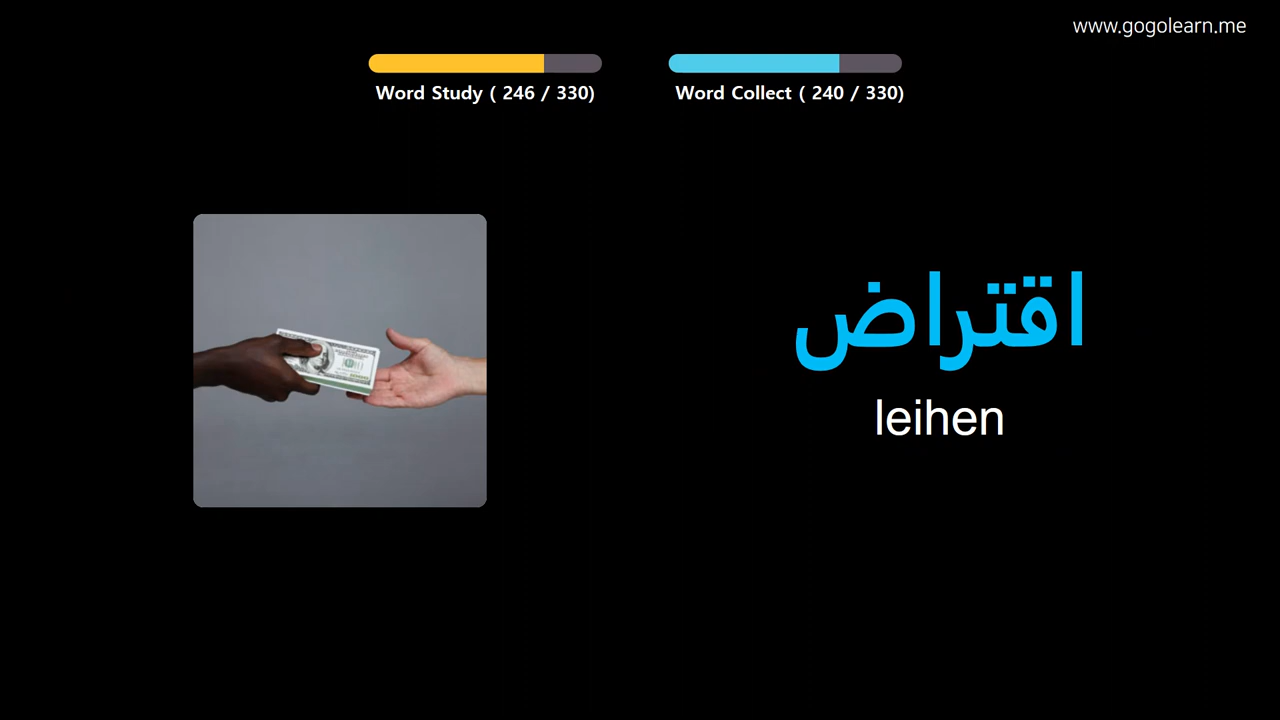 www.gogolearn.me
Word Study ( 246 / 330)
Word Collect ( 240 / 330)
اقتراض
leihen